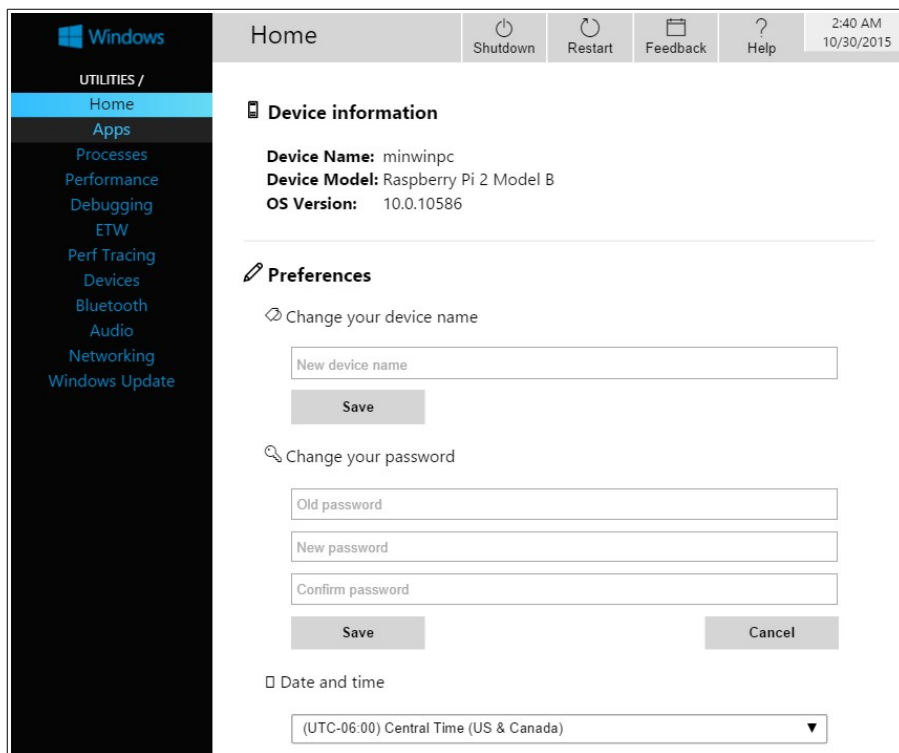 Windows
UTILITIES /
Home
Apps
Processes
Performance
Debugging
ETW
Perf Tracing
Devices
Bluetooth
Audio
Networking
Windows Update
Home
Shutdown
Restart
Feedback
?
Help
2:40 AM
10/30/2015
Device information
Device Name: minwinpc
Device Model: Raspberry Pi 2 Model B
OS Version: 10.0.10586
Preferences
Change your device name
New device name
Save
Change your password
Old password
New password
Confirm password
Save Cancel
Date and time
(UTC-06:00) Central Time (US & Canada)